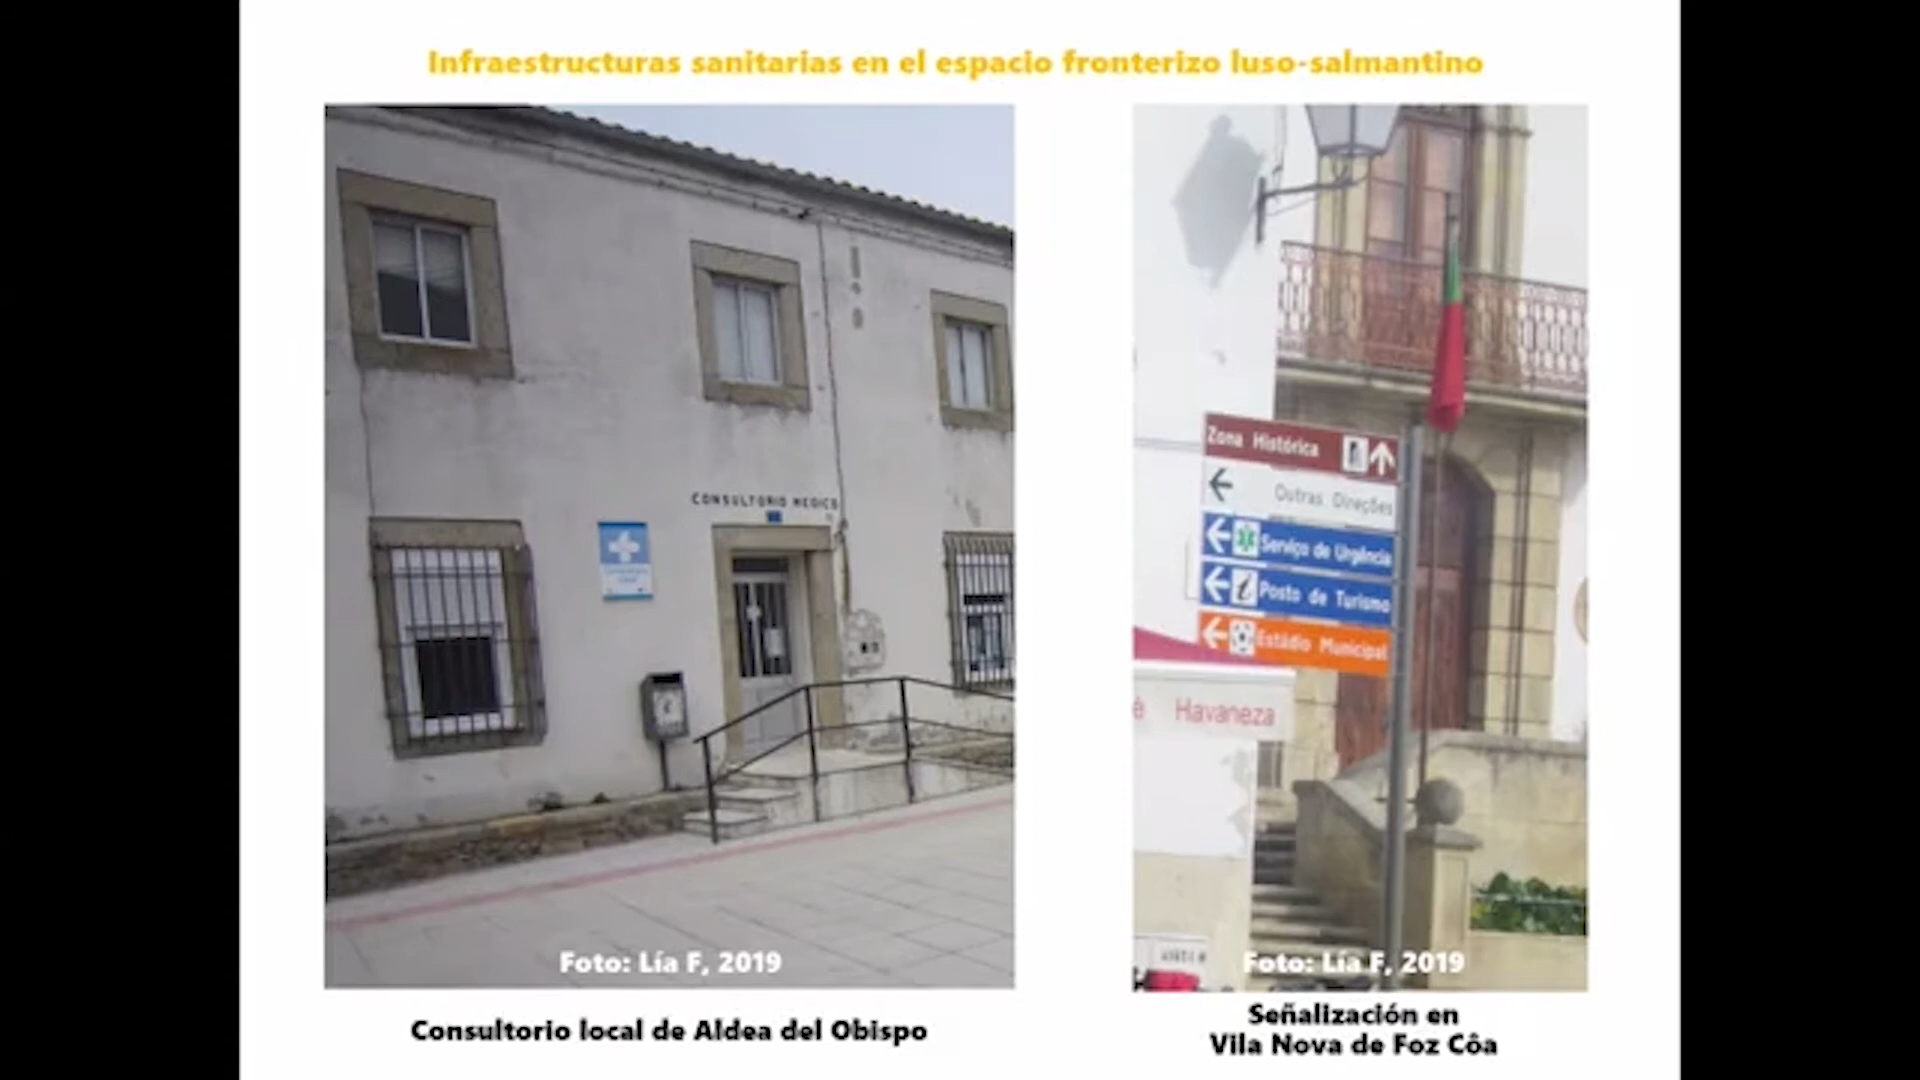 Infraestructuras sanitarias en el espacio fronterizo luso-salmantino
CONSULTORIO MEDICO
Foto: Lía F, 2019
Consultorio local de Aldea del Obispo
Zona Histórica
Outras Direções
Serviço de Urgência
Posto de Turismo
Estádio Municipal
Havaneza
Foto: Lía F, 2019
Señalización en
Vila Nova de Foz Côa